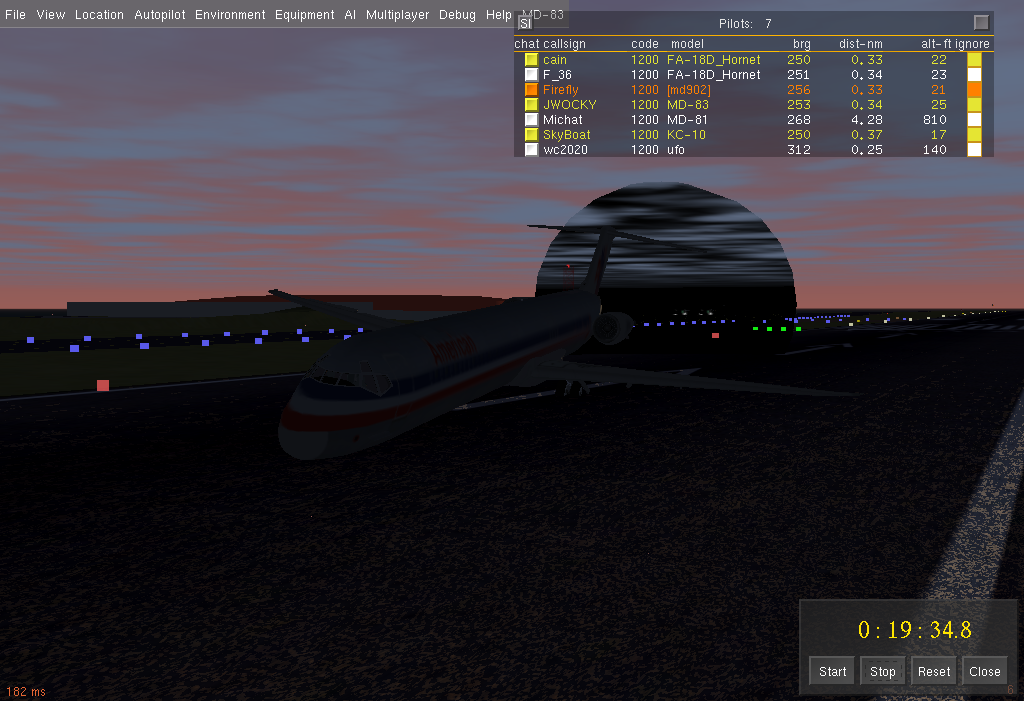 File View Location Autopilot Environment Equipment AI Multiplayer Debug Help MD-83
SI Pilots: 7
chat callsign code model brg dist-nm alt-ft ignore
cain 1200 FA-18D_Hornet 250 0.33 22
F_36 1200 FA-18D_Hornet 251 0.34 23
Firefly 1200 [md902] 256 0.33 21
JWOCKY 1200 MD-83 253 0.34 25
Michat 1200 MD-81 268 4.28 810
SkyBoat 1200 KC-10 250 0.37 17
wc2020 1200 ufo 312 0.25 140
American
0:19:34.8
Start Stop Reset Close
182 ms
6